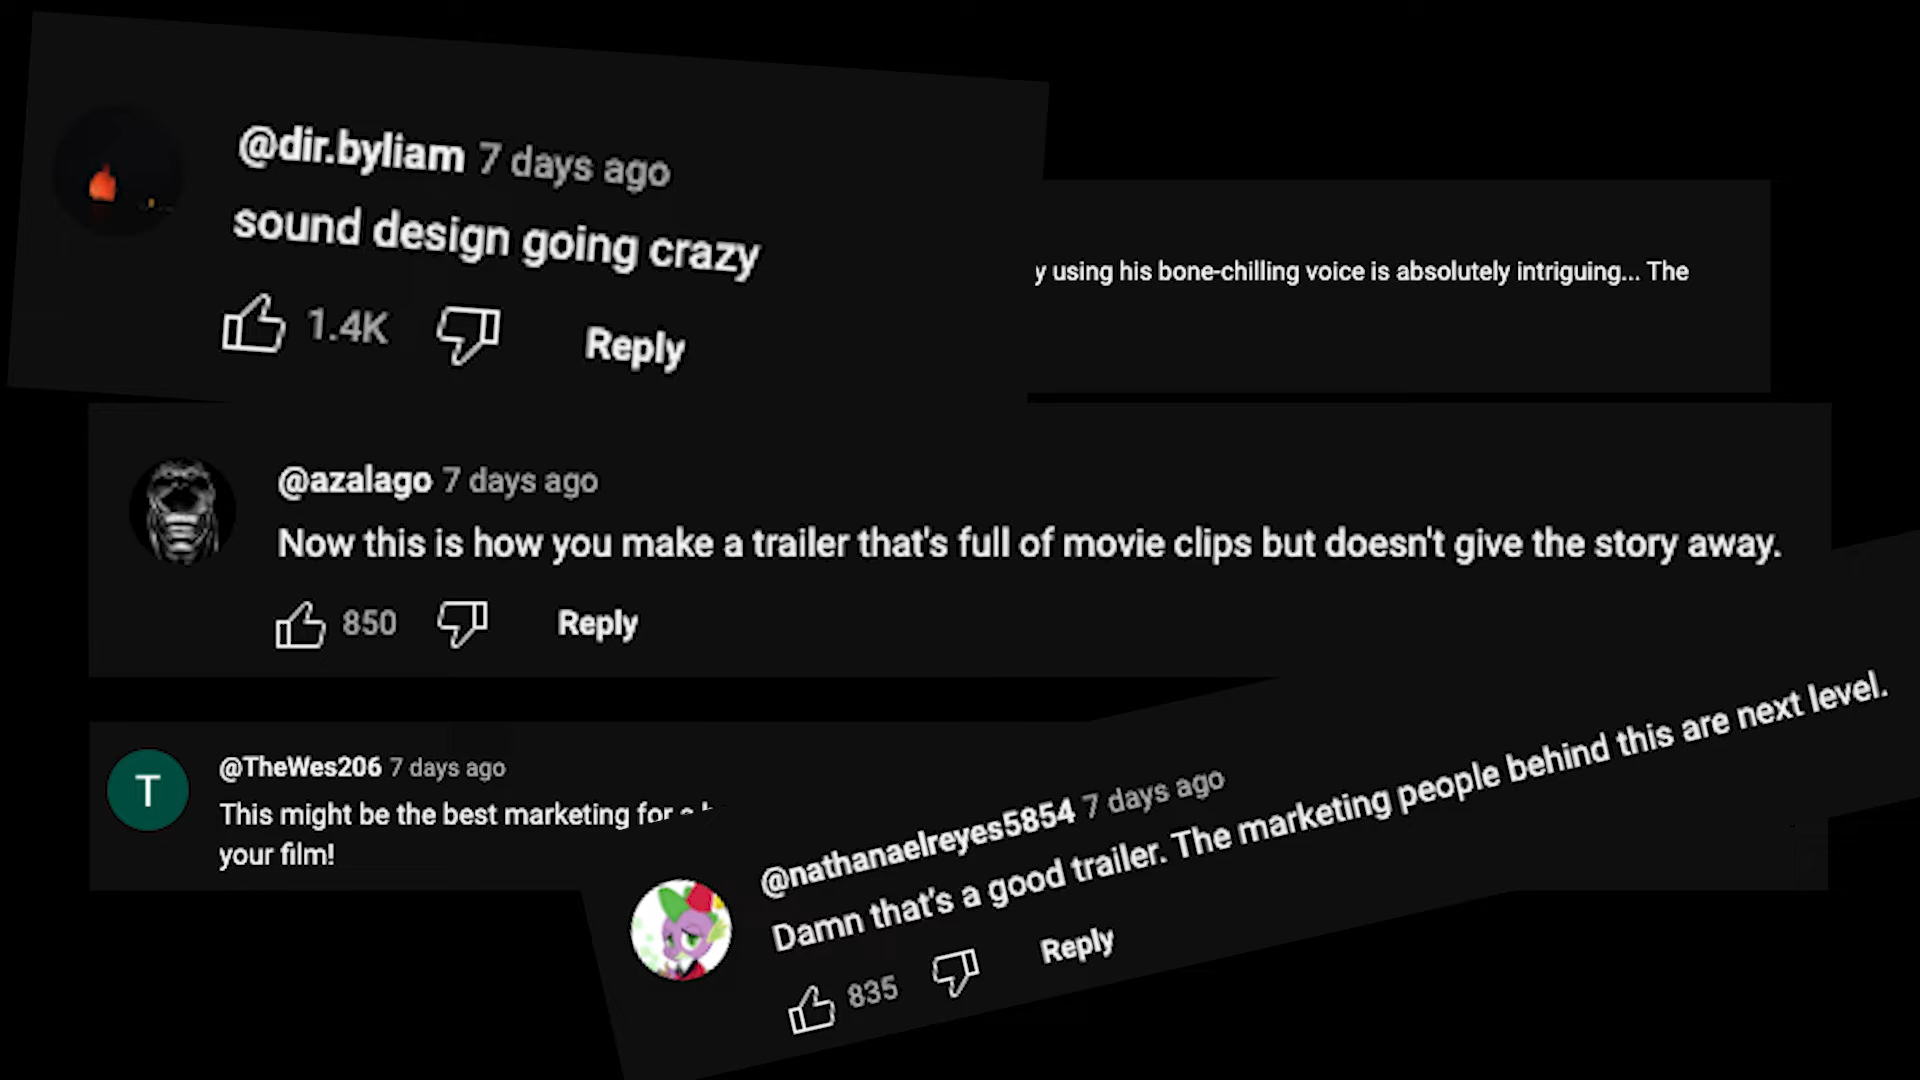 @dir.byliam 7 days ago
sound design going crazy
1.4K Reply
using his bone-chilling voice is absolutely intriguing... The
@azalago 7 days ago
Now this is how you make a trailer that's full of movie clips but doesn't give the story away.
850 Reply
T
@TheWes206 7 days ago
This might be the best marketing for
your film!
@nathanaelreyes5854 7 days ago
Damn that's a good trailer. The marketing people behind this are next level.
835 Reply